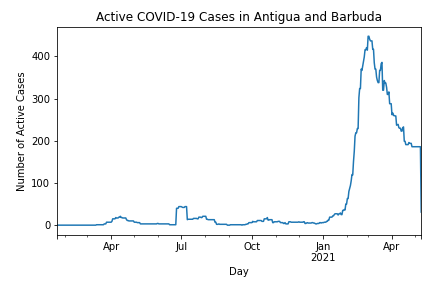 Active COVID-19 Cases in Antigua and Barbuda
Number of Active Cases
400
300
200
100
0
Apr
Jul
Oct
Jan
2021
Apr
Day